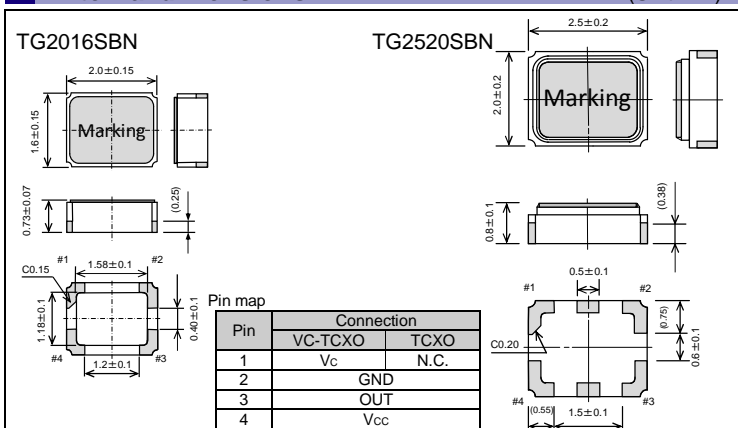 TG2016SBN
TG2520SBN
2.0±0.15
1.6±0.15
Marking
0.73±0.07
(0.25)
#1
#2
1.58±0.1
C0.15
1.18±0.1
0.40±0.1
#4
#3
1.2±0.1
2.5±0.2
2.0±0.2
Marking
0.8±0.1
(0.38)
0.5±0.1
#1
#2
(0.75)
0.6±0.1
C0.20
#4
#3
(0.55)
1.5±0.1
Pin map
Pin Connection
VC-TCXO TCXO
1 Vc N.C.
2 GND
3 OUT
4 Vcc